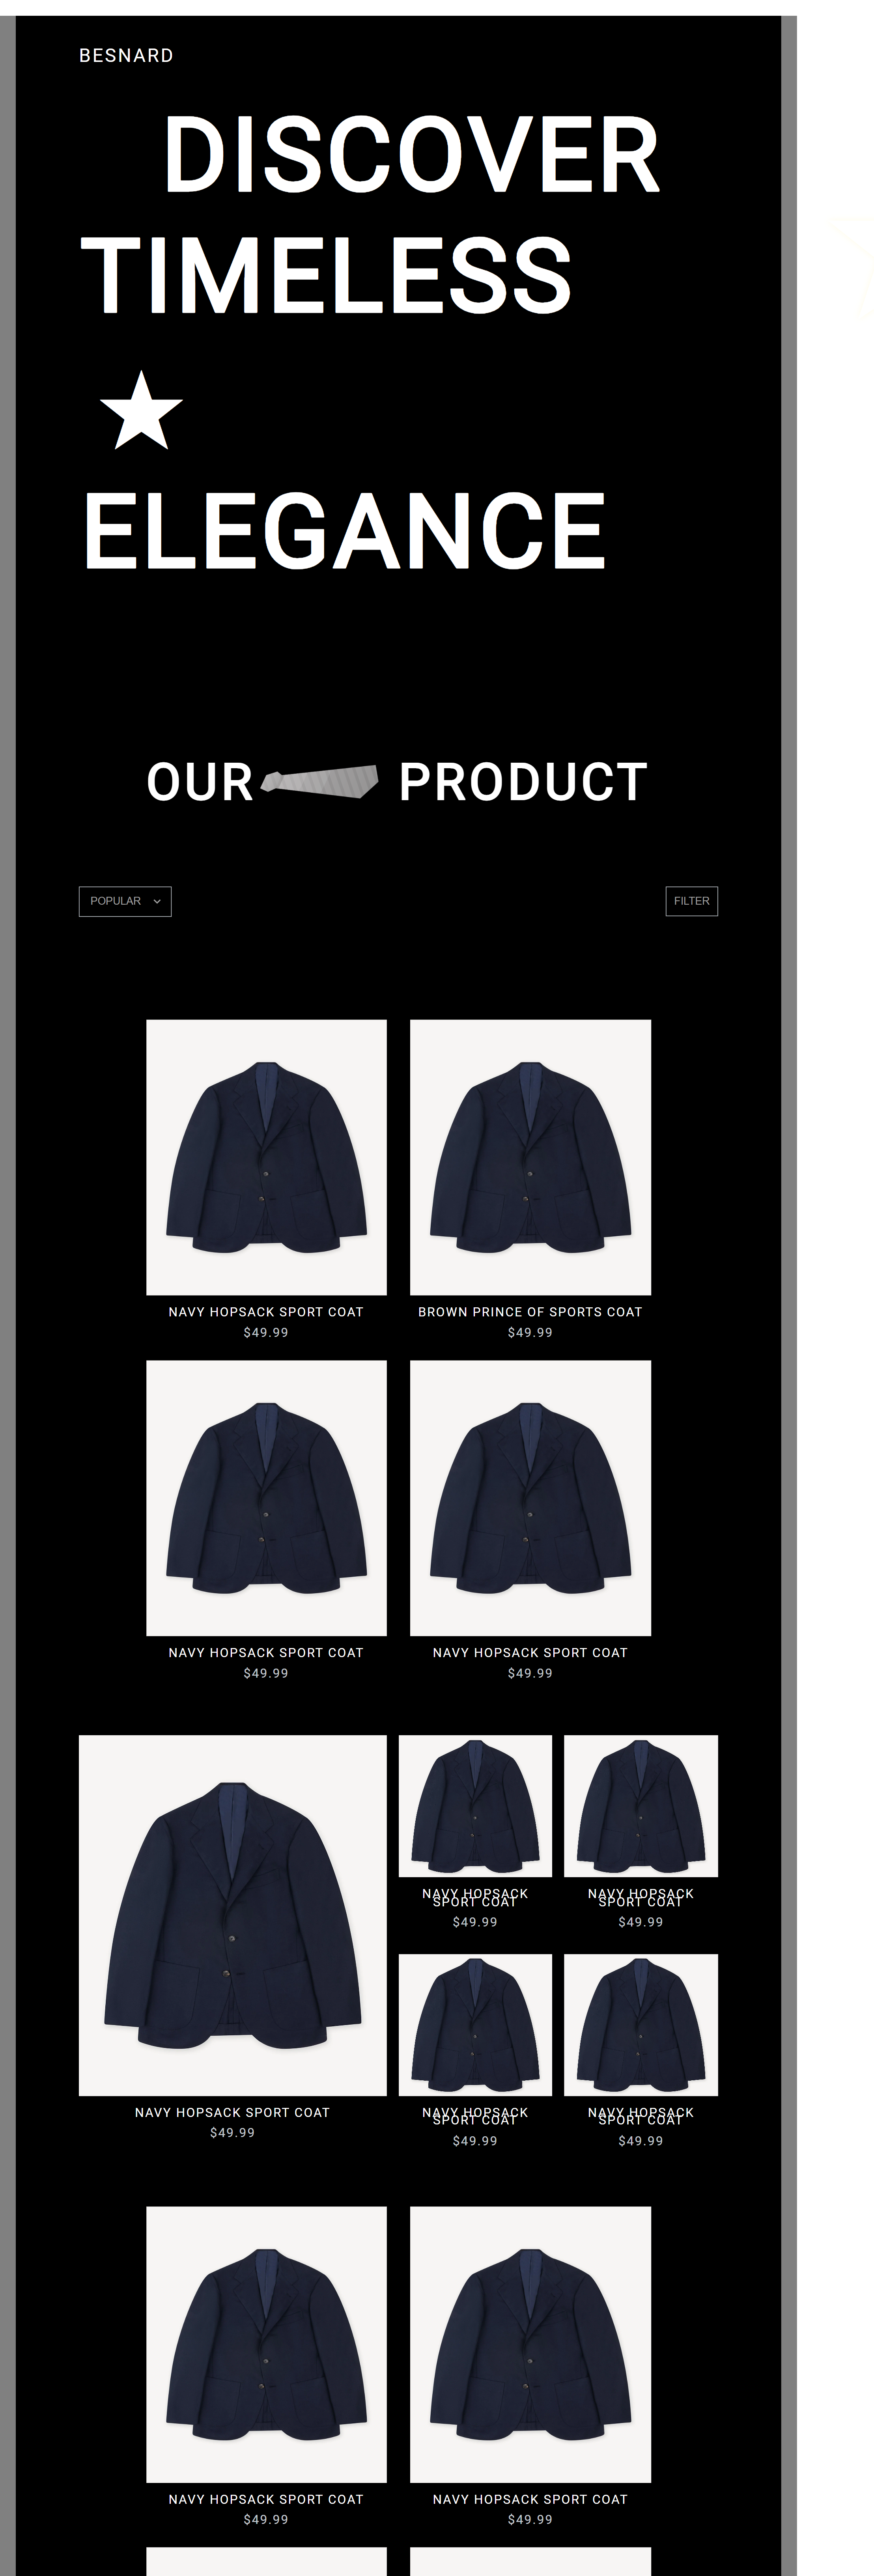 BESNARD
DISCOVER
TIMELESS
ELEGANCE
OUR PRODUCT
POPULAR
FILTER
NAVY HOPSACK SPORT COAT
$49.99
BROWN PRINCE OF SPORTS COAT
$49.99
NAVY HOPSACK SPORT COAT
$49.99
NAVY HOPSACK SPORT COAT
$49.99
NAVY HOPSACK SPORT COAT
$49.99
NAVY HOPSACK
SPORT COAT
$49.99
NAVY HOPSACK
SPORT COAT
$49.99
NAVY HOPSACK
SPORT COAT
$49.99
NAVY HOPSACK
SPORT COAT
$49.99
NAVY HOPSACK SPORT COAT
$49.99
NAVY HOPSACK SPORT COAT
$49.99